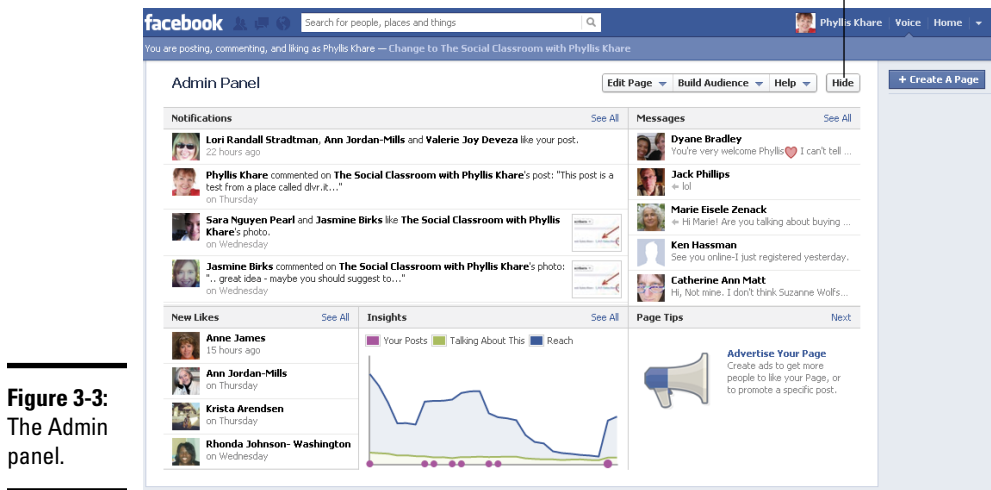 facebook
Search for people, places and things
Phyllis Khare Voice Home
You are posting, commenting, and liking as Phyllis Khare — Change to The Social Classroom with Phyllis Khare
Admin Panel
Edit Page Build Audience Help Hide
+ Create A Page
Notifications See All
Lori Randall Stradtman, Ann Jordan-Mills and Valerie Joy Deveza like your post.
22 hours ago
Phyllis Khare commented on The Social Classroom with Phyllis Khare's post: "This post is a
test from a place called dlvr.it..."
on Thursday
Sara Nguyen Pearl and Jasmine Birks like The Social Classroom with Phyllis
Khare's photo.
on Wednesday
Jasmine Birks commented on The Social Classroom with Phyllis Khare's photo:
".. great idea - maybe you should suggest to..."
on Wednesday
Messages See All
Dyane Bradley
You're very welcome Phyllis I can't tell ...
Jack Phillips
← lol
Marie Eisele Zenack
← Hi Marie! Are you talking about buying ...
Ken Hassman
See you online-I just registered yesterday.
Catherine Ann Matt
Hi, Not mine. I don't think Suzanne Wolfs...
New Likes See All
Anne James
15 hours ago
Ann Jordan-Mills
on Thursday
Krista Arendsen
on Thursday
Rhonda Johnson- Washington
on Wednesday
Insights See All
Your Posts Talking About This Reach
Page Tips Next
Advertise Your Page
Create ads to get more
people to like your Page, or
to promote a specific post.
Figure 3-3:
The Admin
panel.